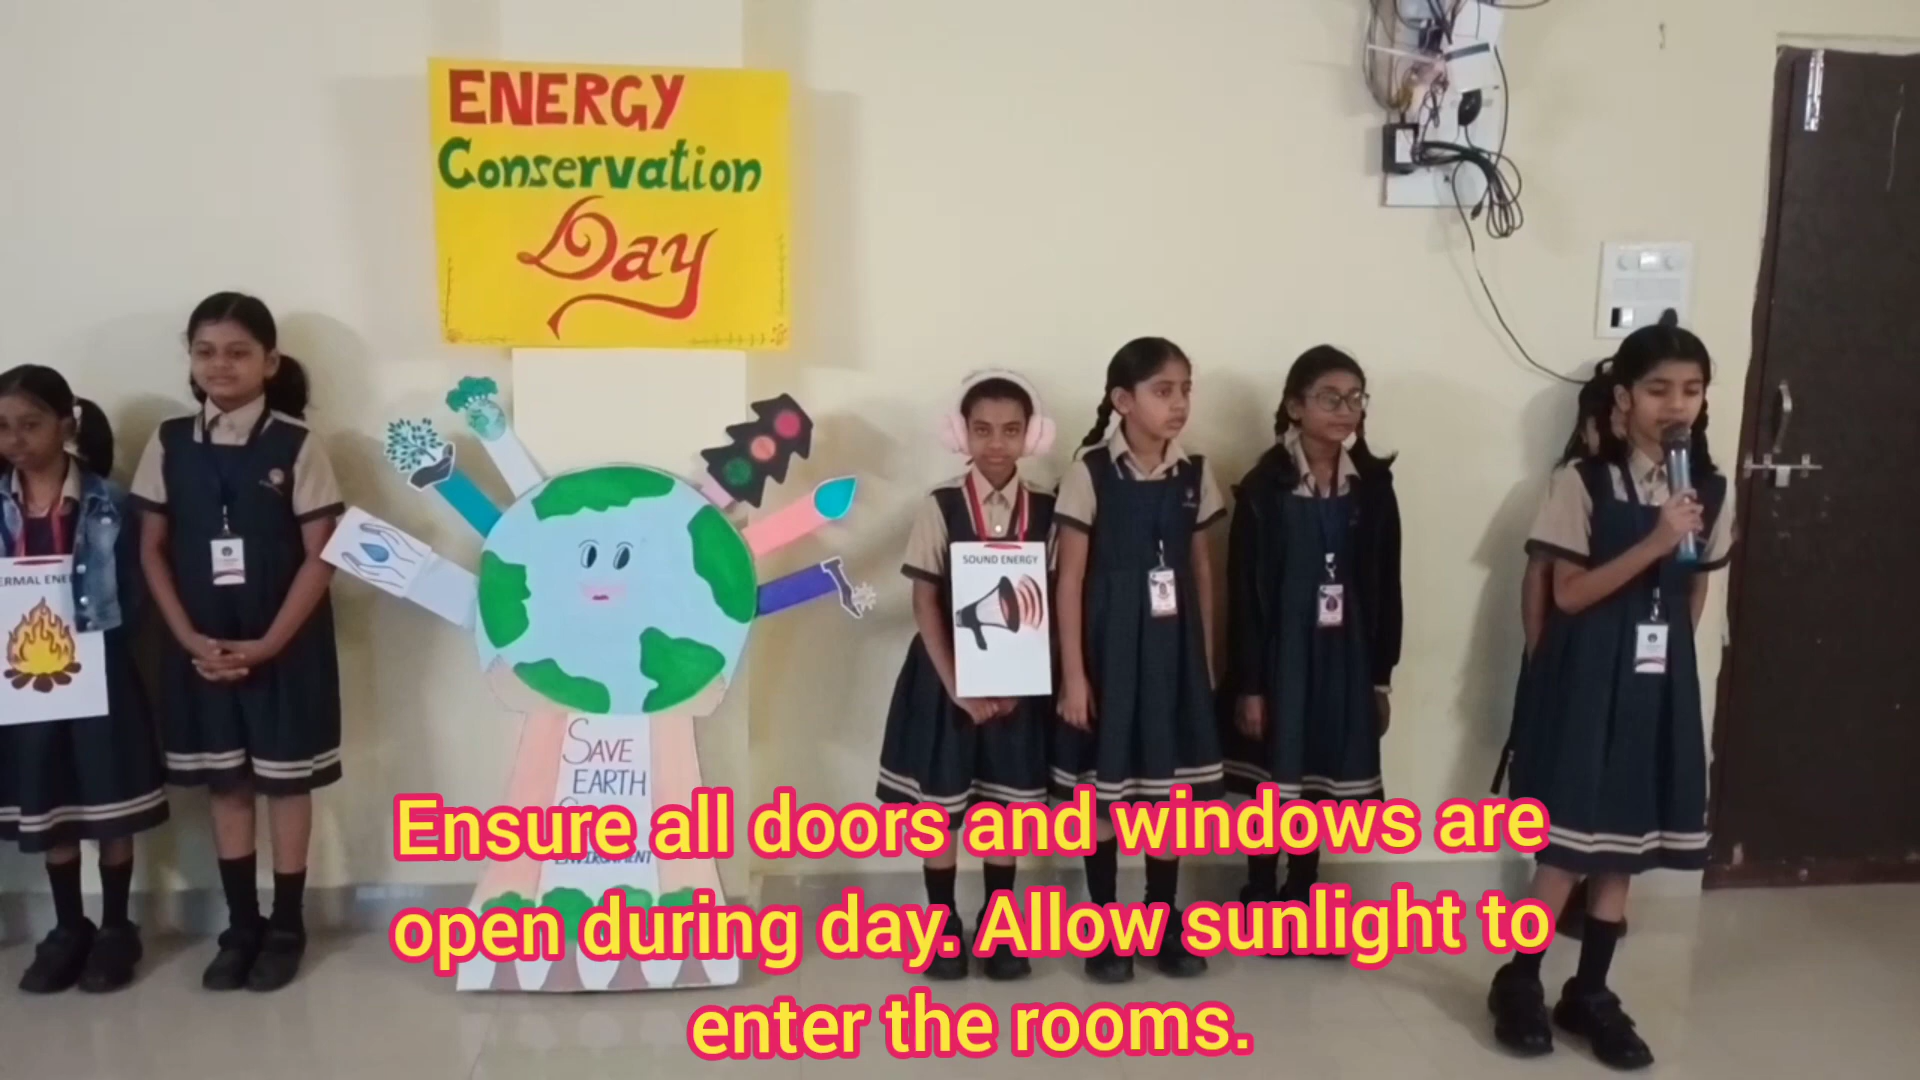 ENERGY
Conservation
Day
SOUND ENERGY
SAVE
EARTH
ENVIRONMENT
Ensure all doors and windows are
open during day. Allow sunlight to
enter the rooms.